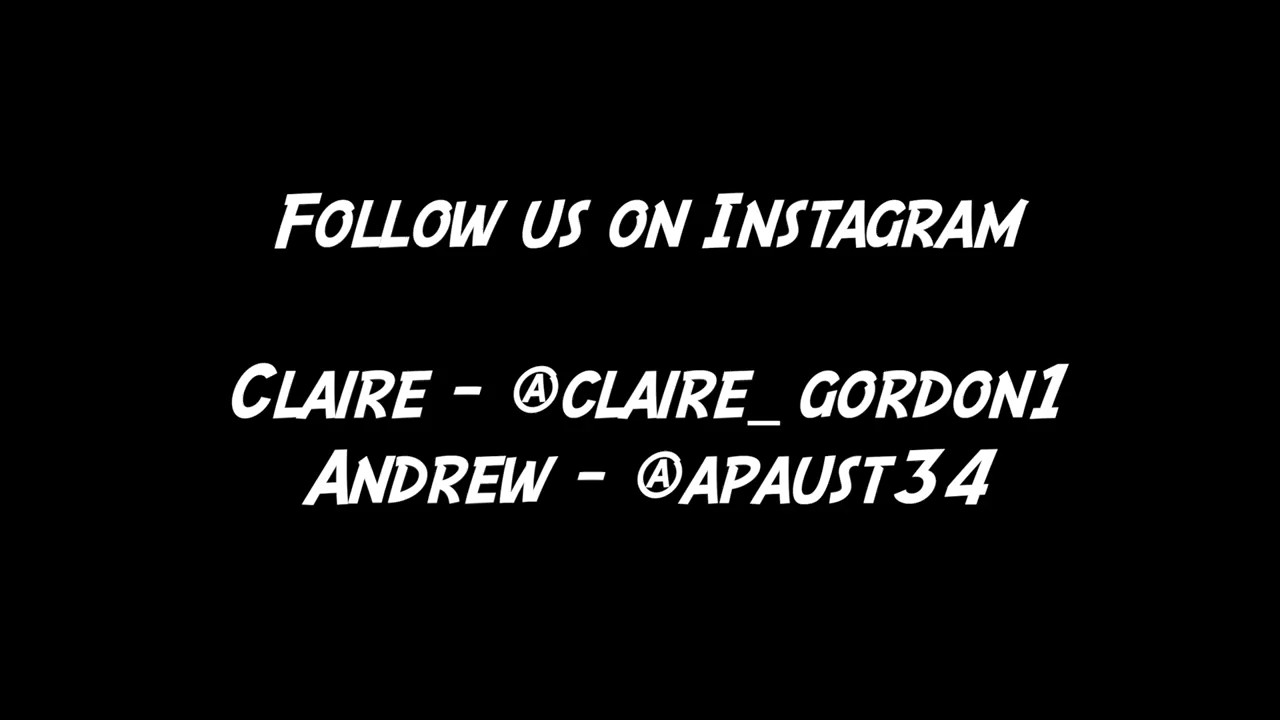 Follow us on Instagram
Claire - @claire_gordon1
Andrew - @apaust34